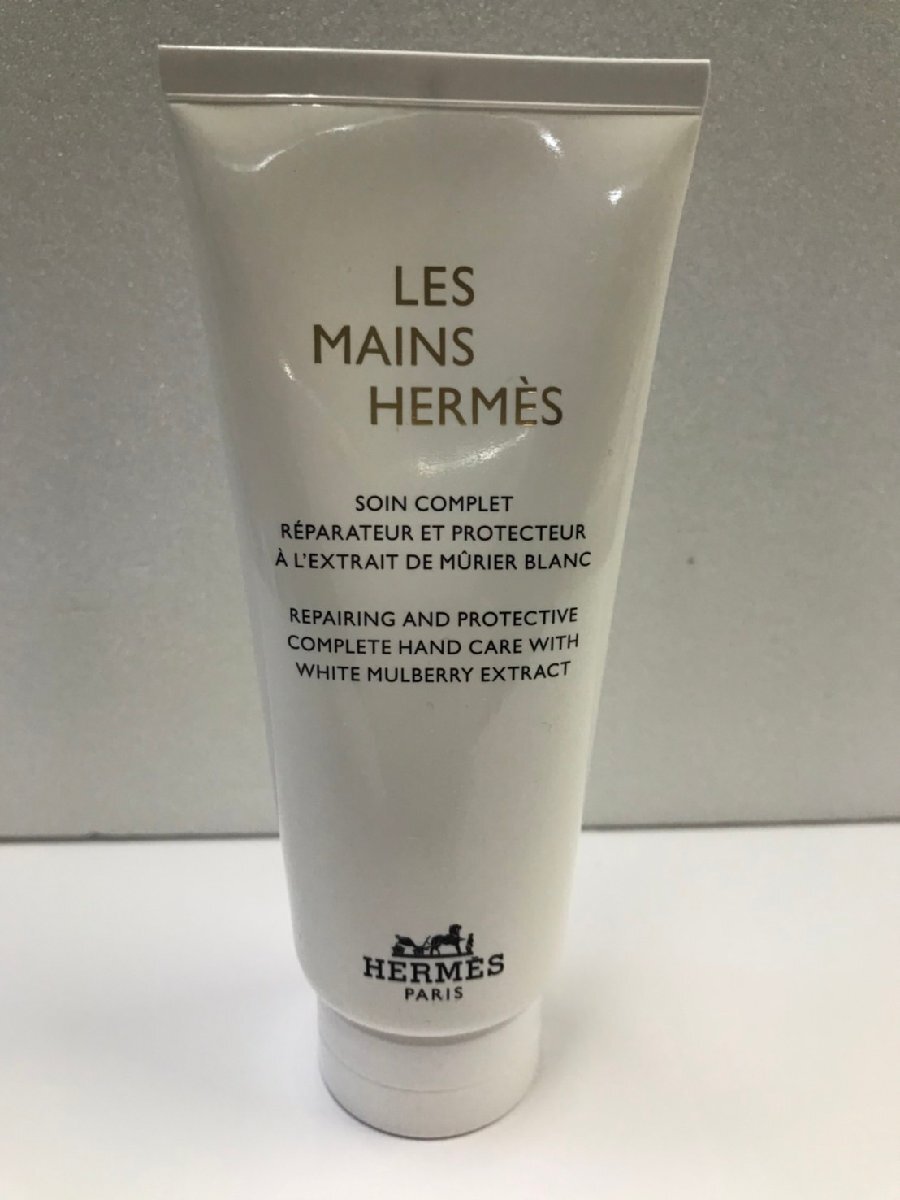 LES
MAINS
HERMÈS
SOIN COMPLET
RÉPARATEUR ET PROTECTEUR
À L'EXTRAIT DE MÛRIER BLANC
REPAIRING AND PROTECTIVE
COMPLETE HAND CARE WITH
WHITE MULBERRY EXTRACT
HERMÈS
PARIS